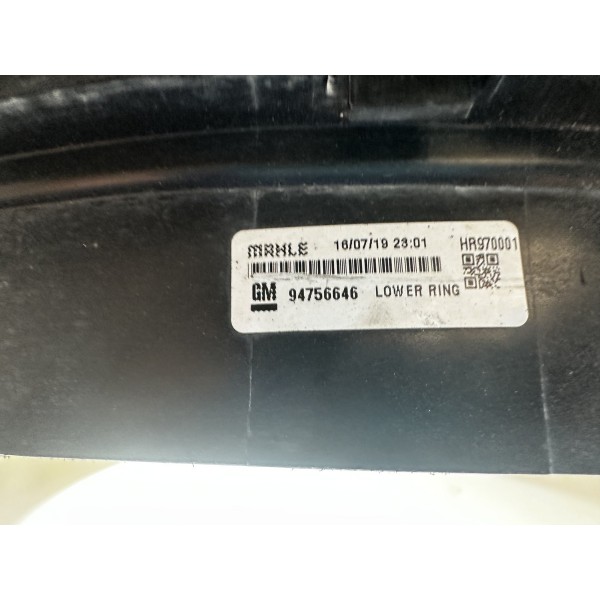 MAHLE 16/07/19 23:01 HR970001
GM 94756646 LOWER RING